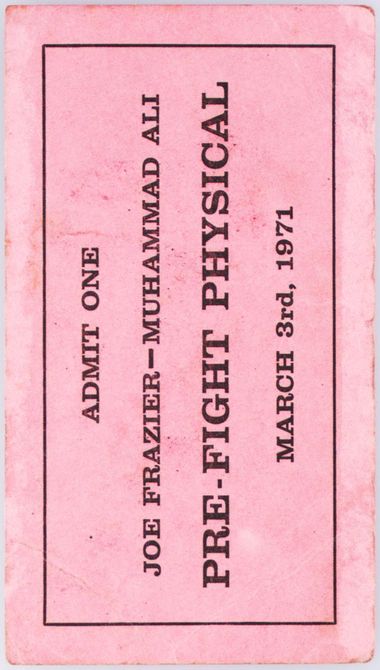 ADMIT ONE
JOE FRAZIER—MUHAMMAD ALI
PRE-FIGHT PHYSICAL
MARCH 3rd, 1971